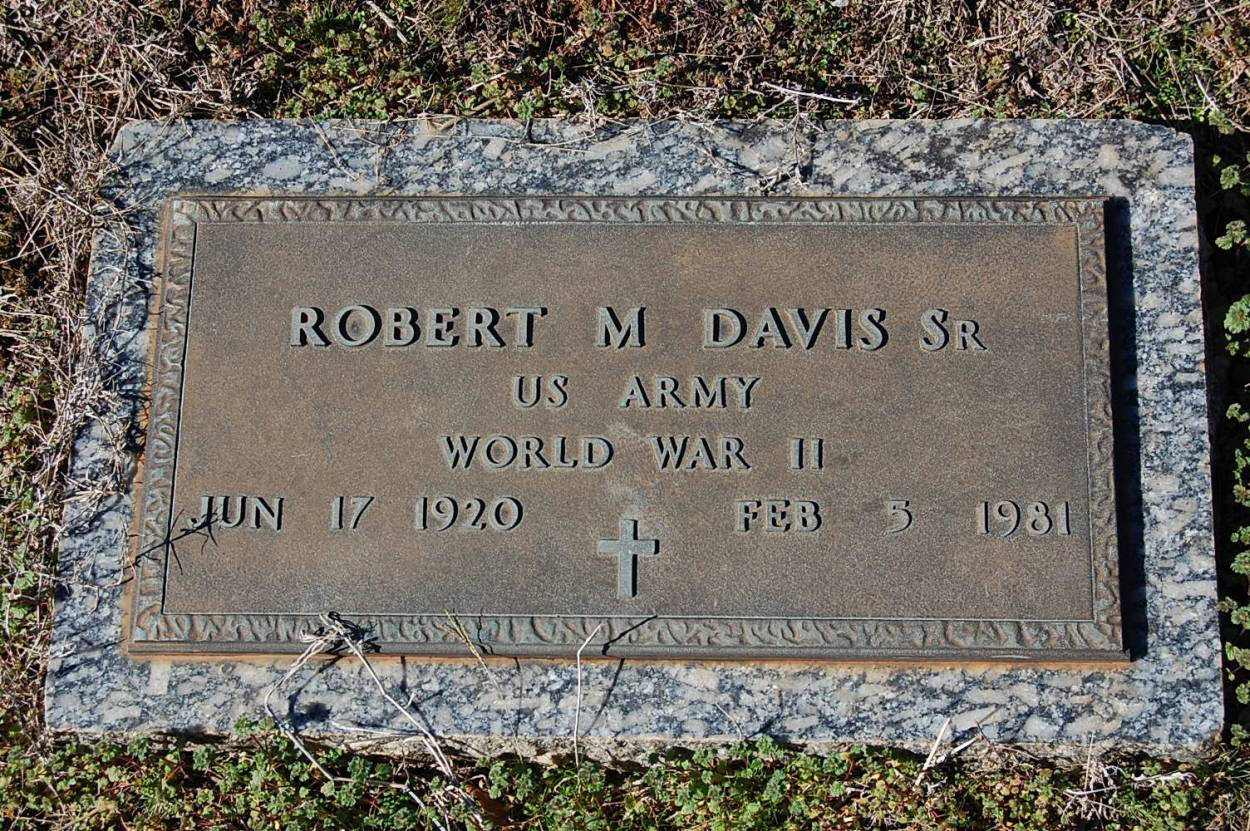 ROBERT M DAVIS SR
US ARMY
WORLD WAR II
JUN 17 1920 FEB 5 1981